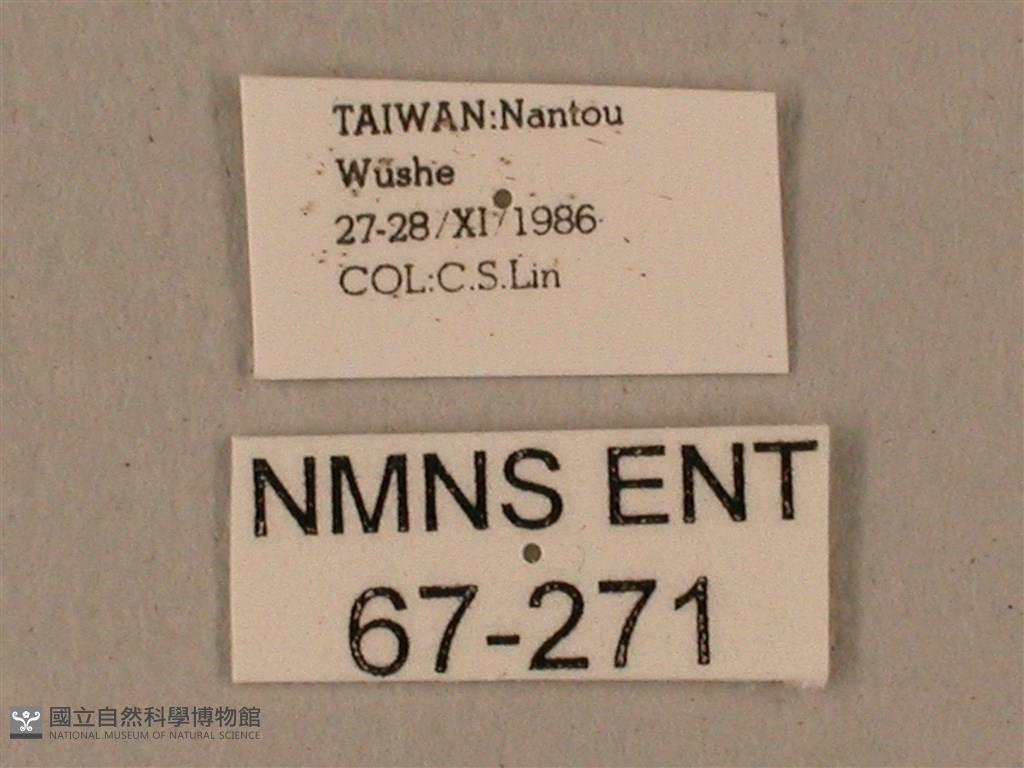 TAIWAN:Nantou
Wushe
27-28/XI/1986
COL:C.S.Lin
NMNS ENT
67-271
國立自然科學博物館
NATIONAL MUSEUM OF NATURAL SCIENCE